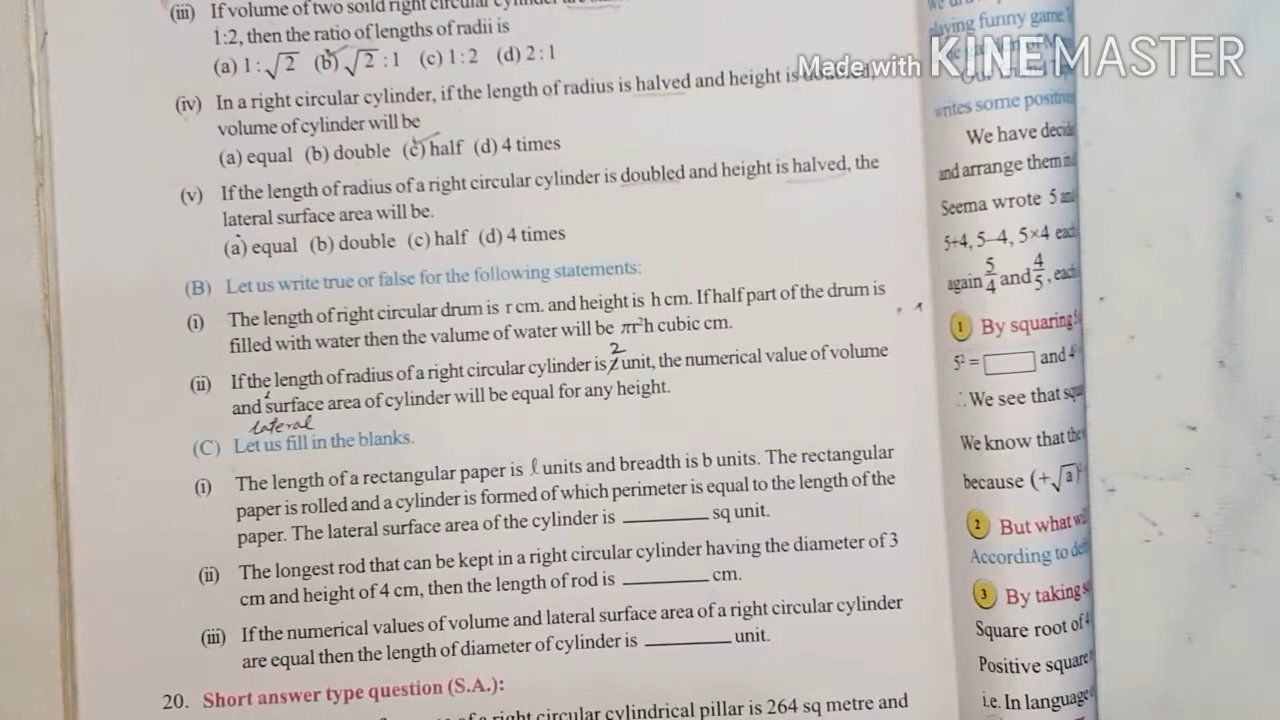 (iii) If volume of two soild right circular
1:2, then the ratio of lengths of radii is
(a) 1:√2 (b) √2:1 (c) 1:2 (d) 2:1
(iv) In a right circular cylinder, if the length of radius is halved and height is
volume of cylinder will be
(a) equal (b) double (c) half (d) 4 times
(v) If the length of radius of a right circular cylinder is doubled and height is halved, the
lateral surface area will be.
(a) equal (b) double (c) half (d) 4 times
(B) Let us write true or false for the following statements:
(i) The length of right circular drum is r cm. and height is h cm. If half part of the drum is
filled with water then the valume of water will be πr²h cubic cm.
2
(ii) If the length of radius of a right circular cylinder is unit, the numerical value of volume
and surface area of cylinder will be equal for any height.
lateral
(C) Let us fill in the blanks.
(i) The length of a rectangular paper is ℓ units and breadth is b units. The rectangular
paper is rolled and a cylinder is formed of which perimeter is equal to the length of the
paper. The lateral surface area of the cylinder is ________ sq unit.
(ii) The longest rod that can be kept in a right circular cylinder having the diameter of 3
cm and height of 4 cm, then the length of rod is ________ cm.
(iii) If the numerical values of volume and lateral surface area of a right circular cylinder
are equal then the length of diameter of cylinder is ________ unit.
20. Short answer type question (S.A.):
right circular cylindrical pillar is 264 sq metre and
playing funny game
Made with KINEMASTER
writes some
We have
and arrange them
Seema wrote 5
5+4, 5–4, 5×4
again 5/4 and 4/5,
1 By squaring
5² = and
∴ We see that
We know that
because (+√a)
2 But what
According to
3 By taking
Square root of
Positive square
i.e. In language